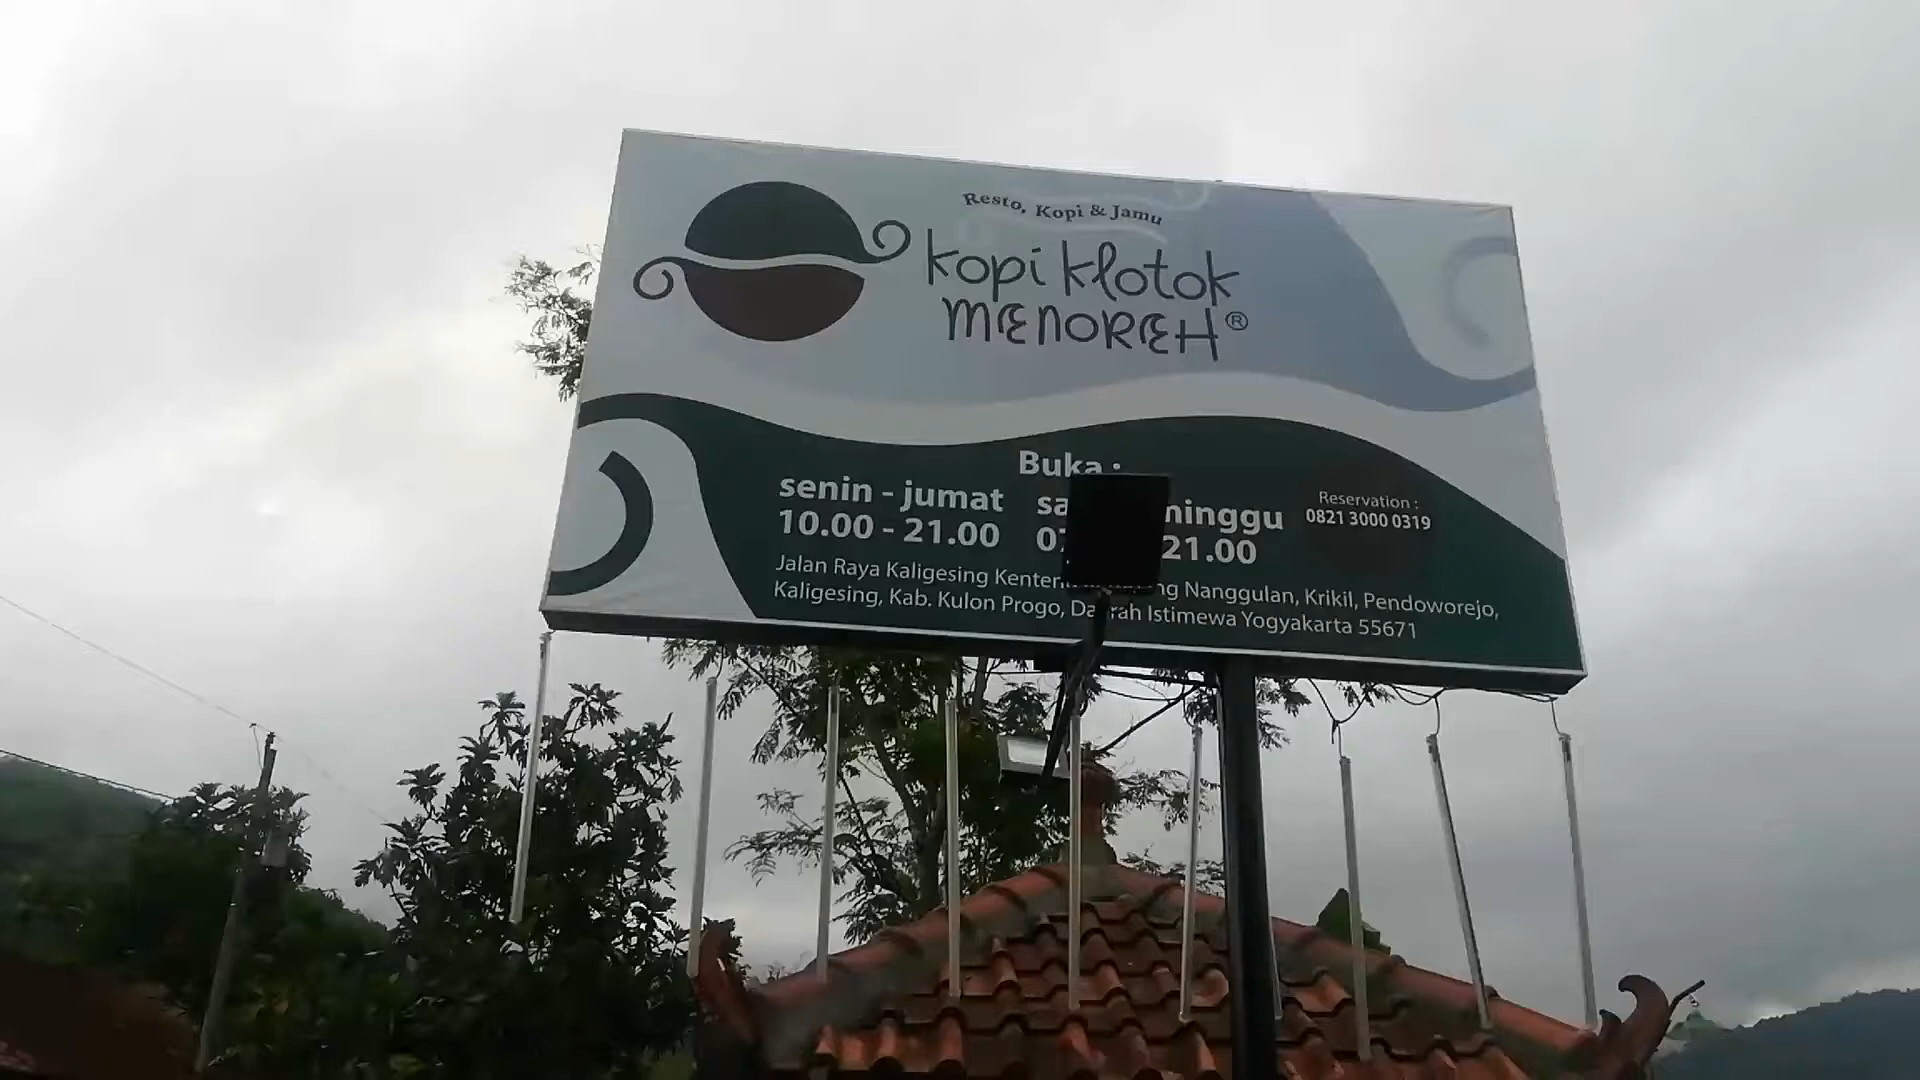 Resto, Kopi & Jamu
kopi klotok
MENOREH®
Buka :
senin - jumat
10.00 - 21.00
minggu
21.00
Reservation :
0821 3000 0319
Jalan Raya Kaligesing Nanggulan, Krikil, Pendoworejo,
Kaligesing, Kab. Kulon Progo, Daerah Istimewa Yogyakarta 55671